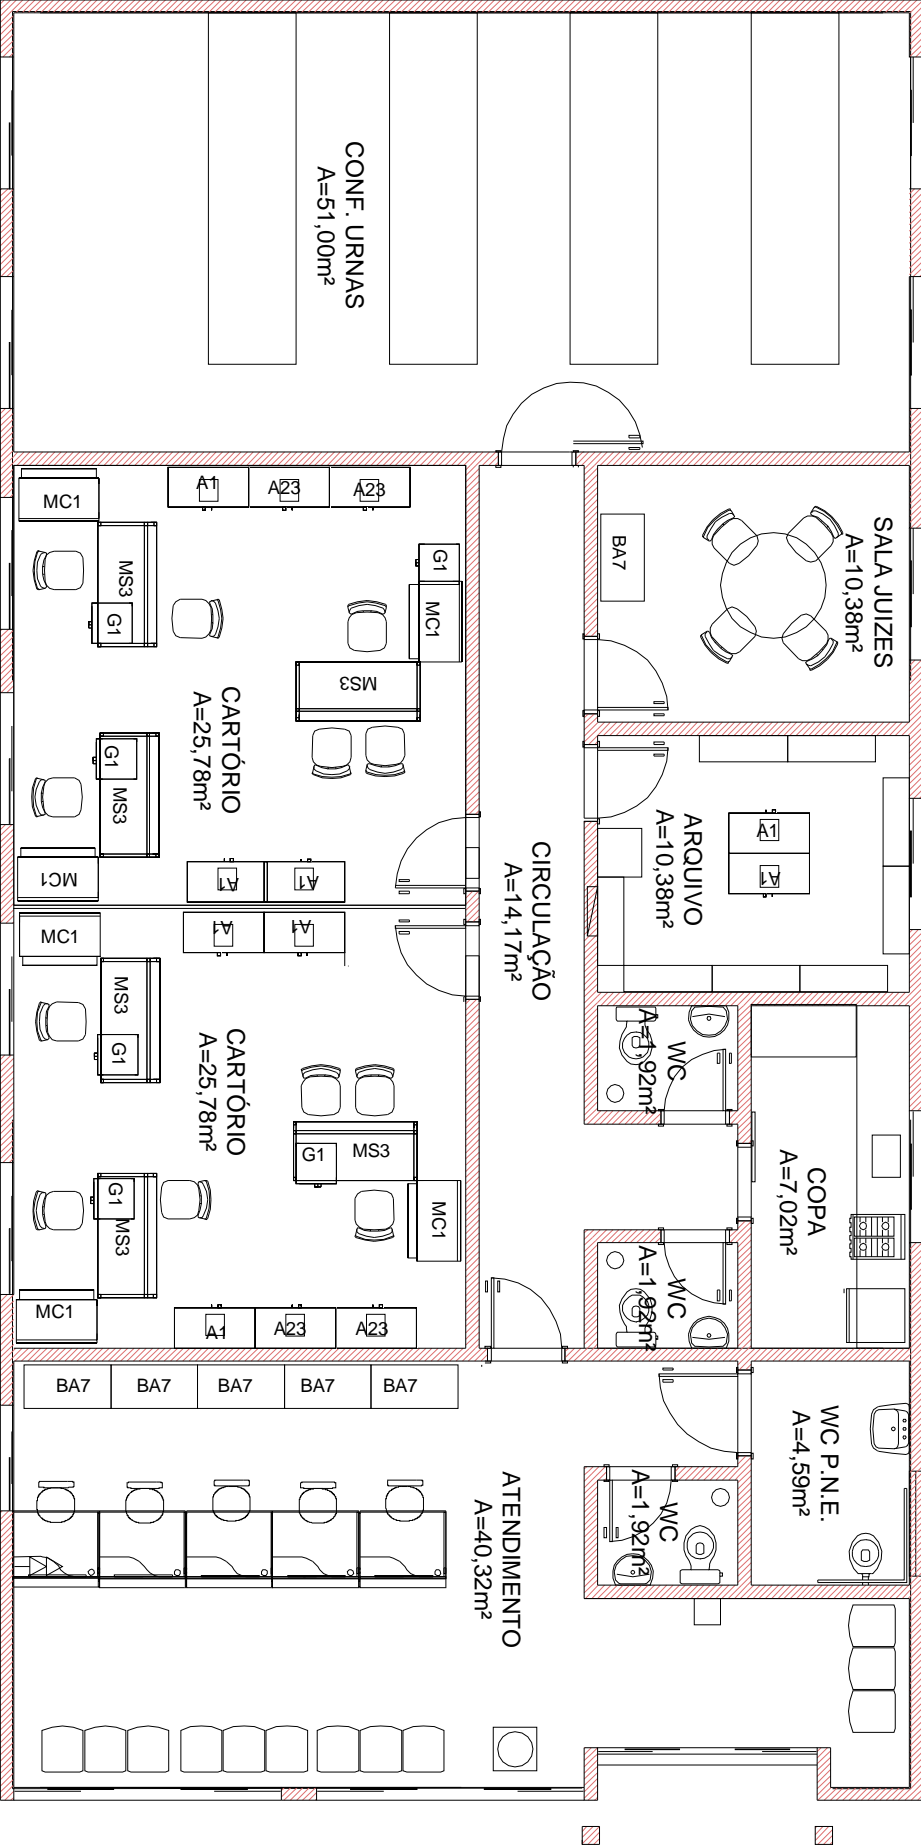 CONF. URNAS
A=51,00m²
SALA JUIZES
A=10,38m²
BA7
A1
A23
A23
MC1
MS3
G1
G1
MC1
MS3
CARTÓRIO
A=25,78m²
G1
MS3
MC1
A1
A1
ARQUIVO
A=10,38m²
A1
A1
CIRCULAÇÃO
A=14,17m²
MC1
A1
A1
MS3
G1
CARTÓRIO
A=25,78m²
G1
MS3
MC1
G1
MS3
MC1
A1
A23
A23
WC
A=1,92m²
COPA
A=7,02m²
WC
A=1,92m²
BA7
BA7
BA7
BA7
BA7
WC P.N.E.
A=4,59m²
WC
A=1,92m²
ATENDIMENTO
A=40,32m²